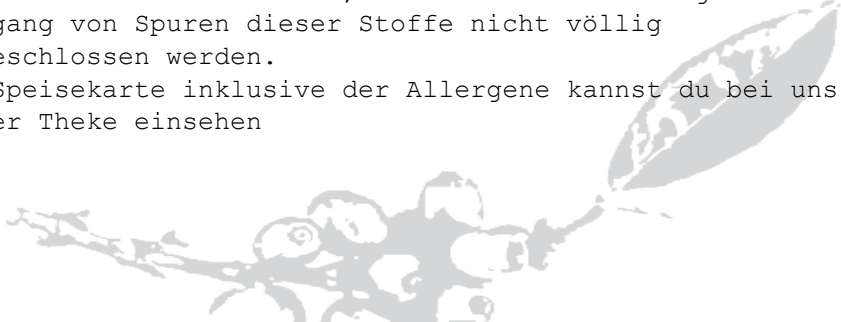 gang von Spuren dieser Stoffe nicht völlig
eschlossen werden.
Speisekarte inklusive der Allergene kannst du bei uns
er Theke einsehen